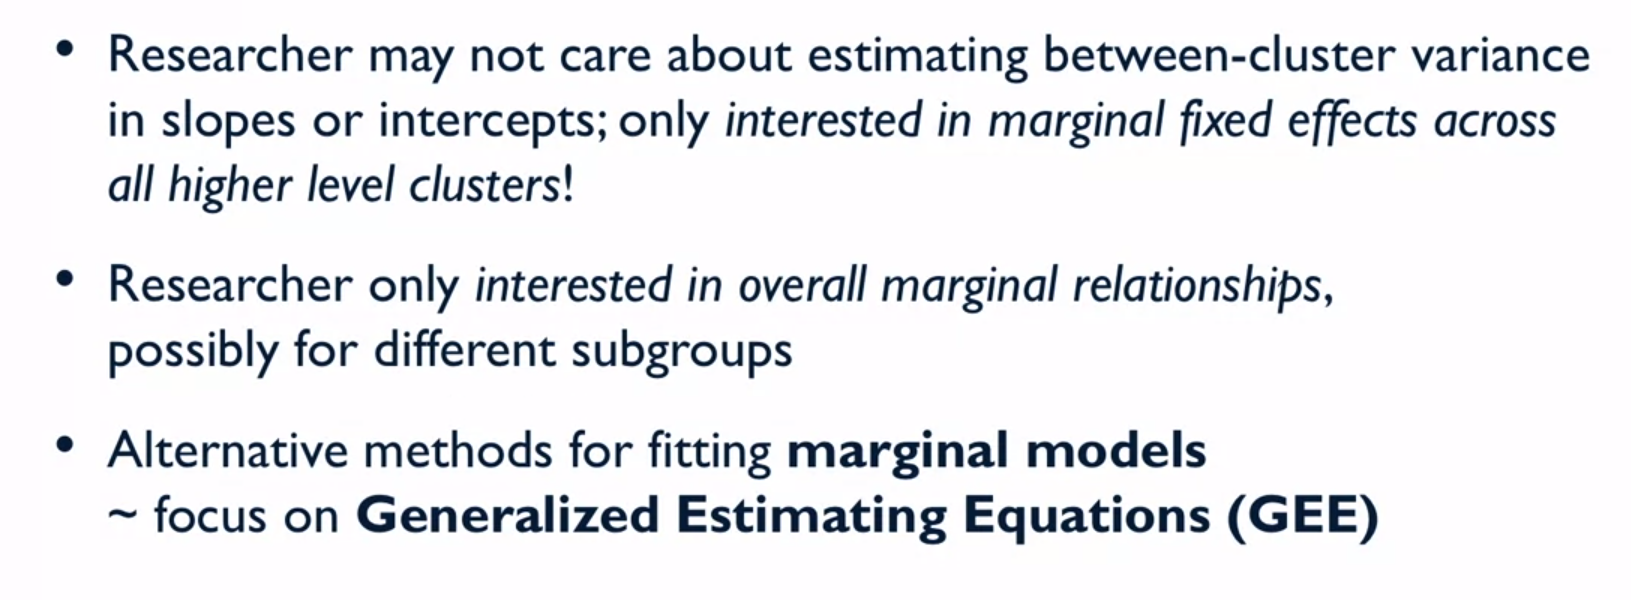 • Researcher may not care about estimating between-cluster variance
in slopes or intercepts; only interested in marginal fixed effects across
all higher level clusters!
• Researcher only interested in overall marginal relationships,
possibly for different subgroups
• Alternative methods for fitting marginal models
~ focus on Generalized Estimating Equations (GEE)